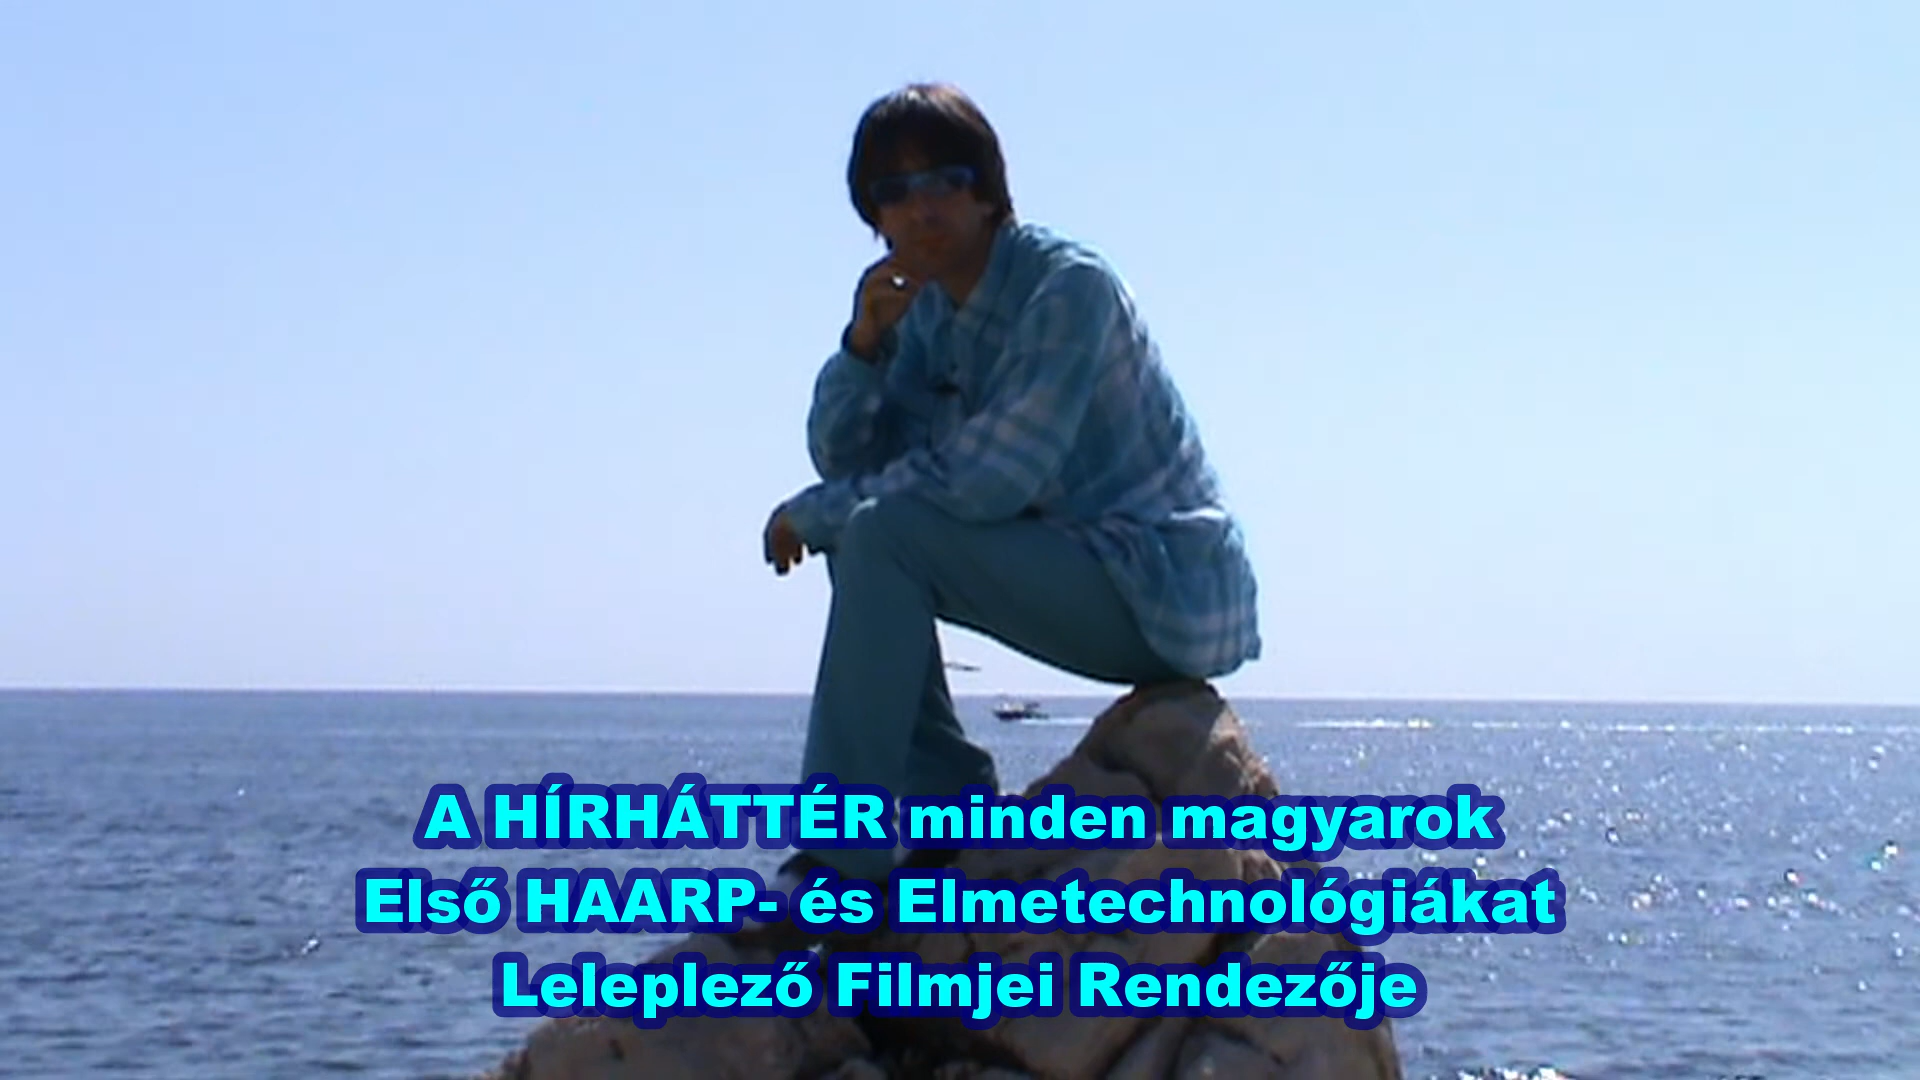 A HÍRHÁTTÉR minden magyarok
Első HAARP- és Elmetechnológiákat
Leleplező Filmjei Rendezője